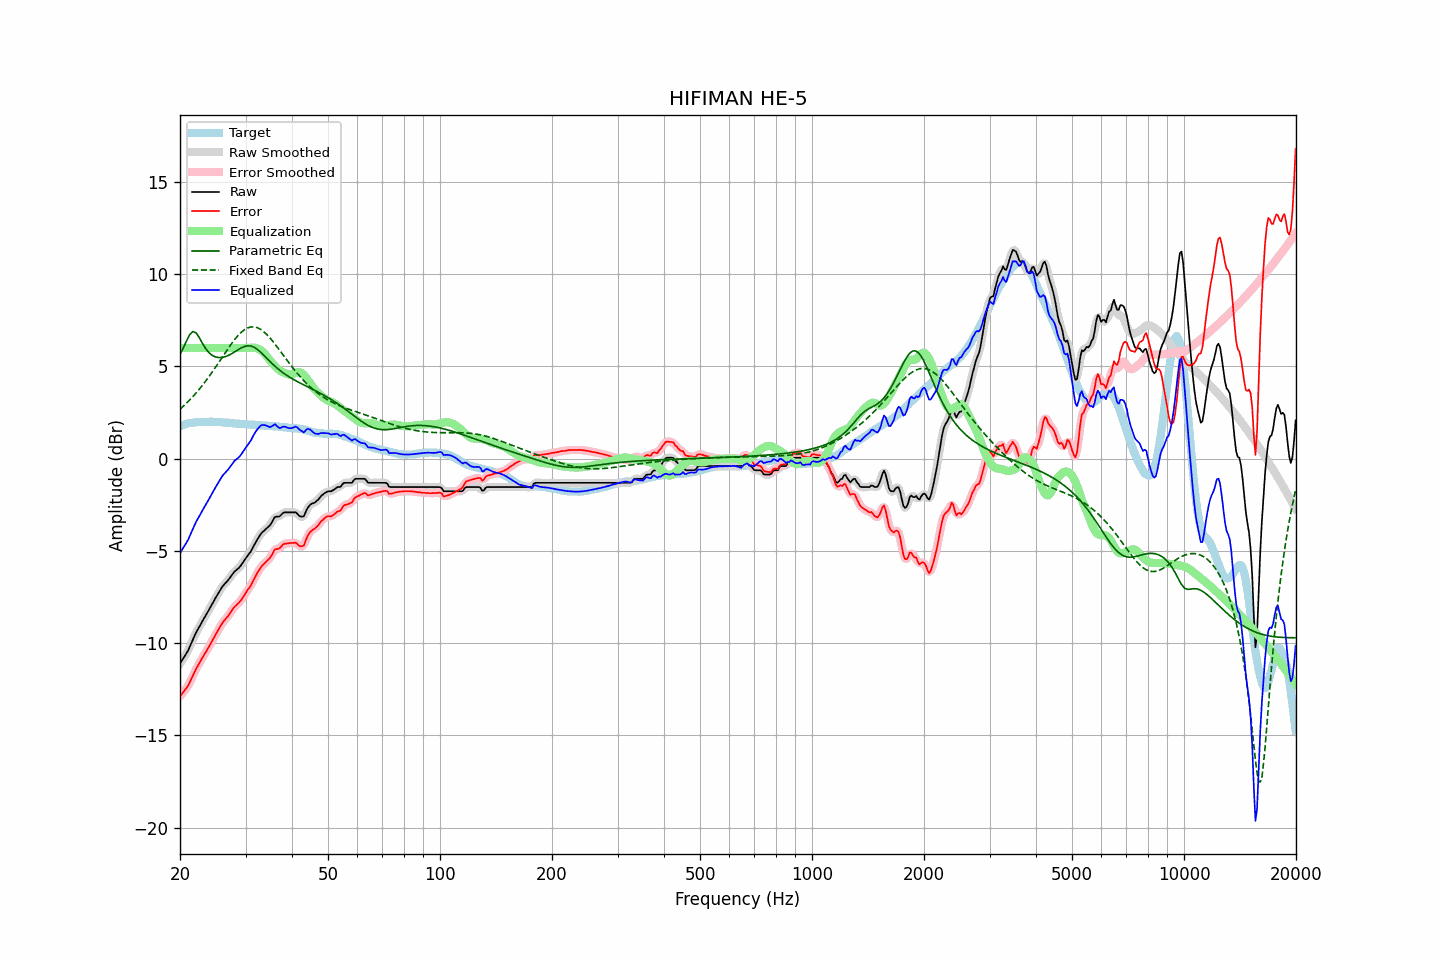 HIFIMAN HE-5
Target
Raw Smoothed
Error Smoothed
Raw
Error
Equalization
Parametric Eq
Fixed Band Eq
Equalized
Amplitude (dBr)
15
10
5
0
−5
−10
−15
−20
20 50 100 200 500 1000 2000 5000 10000 20000
Frequency (Hz)